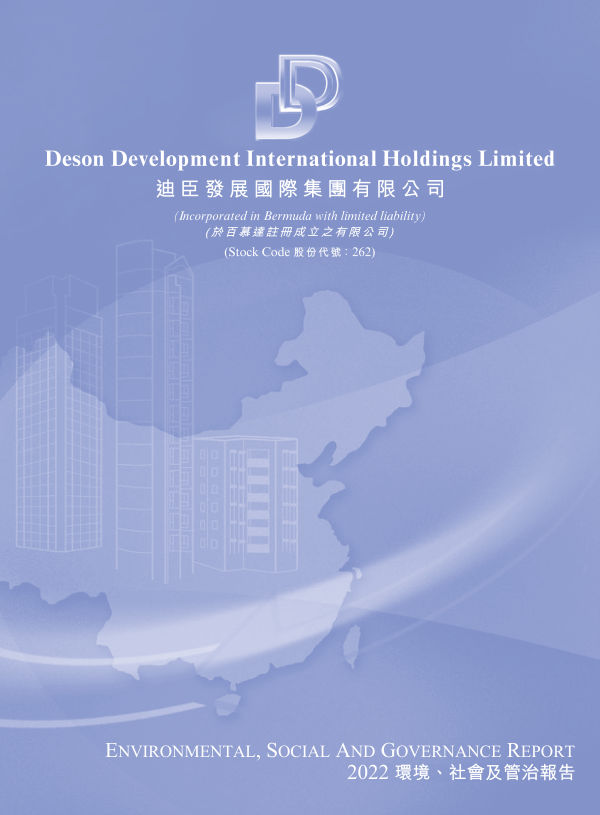 DD
Deson Development International Holdings Limited
迪臣發展國際集團有限公司
(Incorporated in Bermuda with limited liability)
(於百慕達註冊成立之有限公司)
(Stock Code 股份代號：262)
ENVIRONMENTAL, SOCIAL AND GOVERNANCE REPORT
2022 環境、社會及管治報告